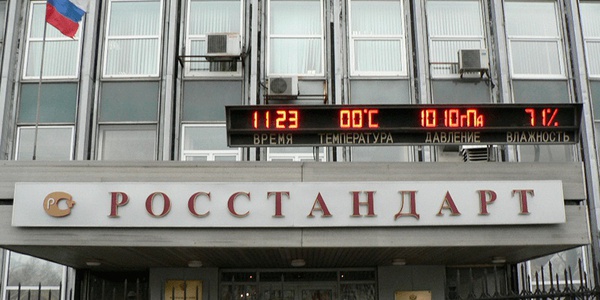 1123 00°C 1010гПа 71%
ВРЕМЯ ТЕМПЕРАТУРА ДАВЛЕНИЕ ВЛАЖНОСТЬ
РОССТАНДАРТ